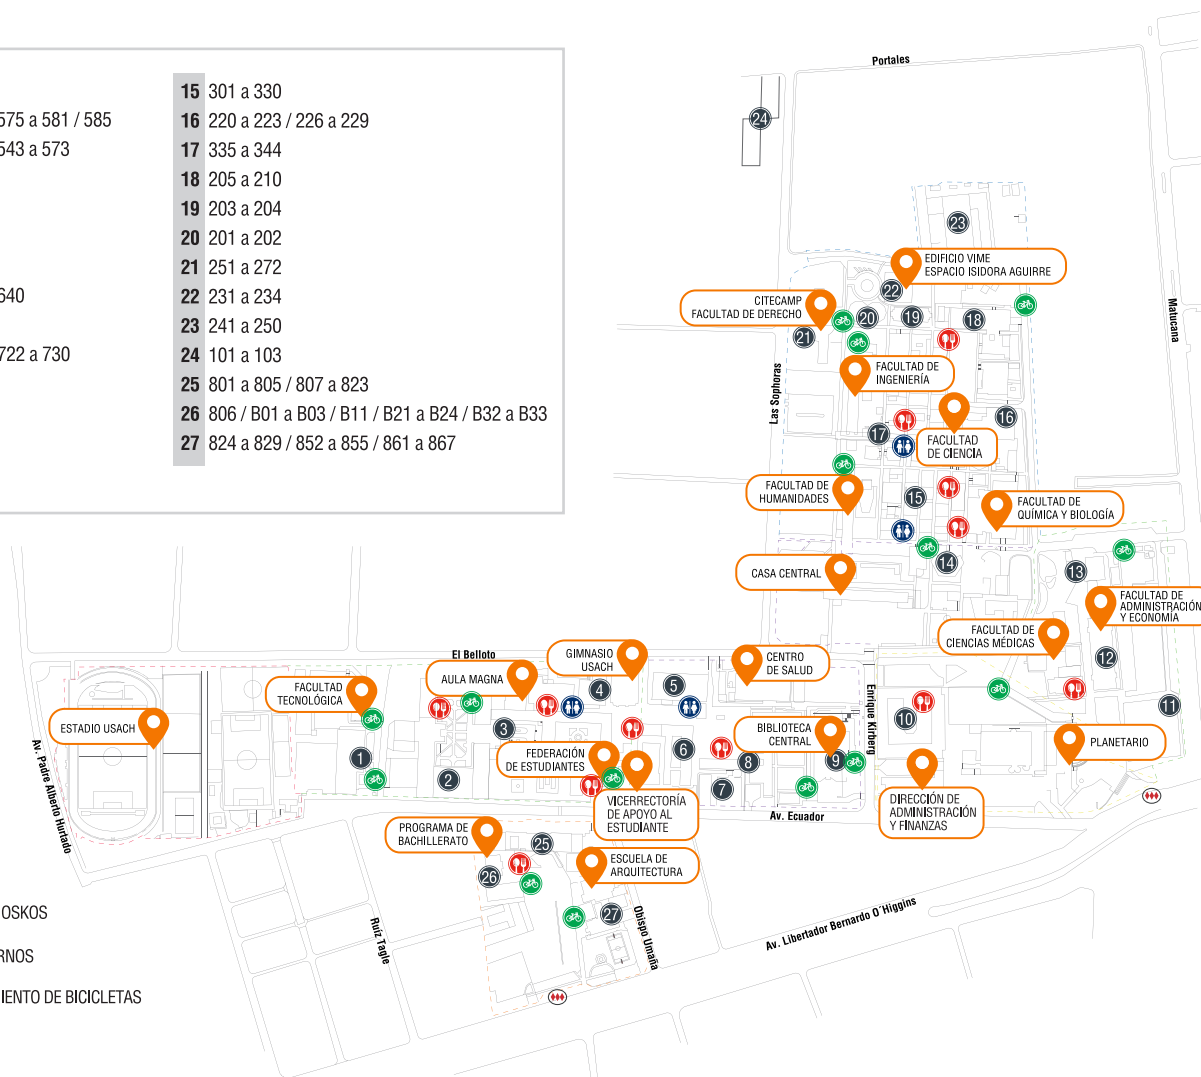 575 a 581 / 585
543 a 573
640
722 a 730
15 301 a 330
16 220 a 223 / 226 a 229
17 335 a 344
18 205 a 210
19 203 a 204
20 201 a 202
21 251 a 272
22 231 a 234
23 241 a 250
24 101 a 103
25 801 a 805 / 807 a 823
26 806 / B01 a B03 / B11 / B21 a B24 / B32 a B33
27 824 a 829 / 852 a 855 / 861 a 867
Portales
24
23
EDIFICIO VIME
ESPACIO ISIDORA AGUIRRE
22
CITECAMP
FACULTAD DE DERECHO
20
19
18
21
Matucana
Las Sophoras
FACULTAD DE
INGENIERÍA
16
17
FACULTAD
DE CIENCIA
FACULTAD DE
HUMANIDADES
15
FACULTAD DE
QUÍMICA Y BIOLOGÍA
14
13
CASA CENTRAL
FACULTAD DE
ADMINISTRACIÓN
Y ECONOMÍA
FACULTAD DE
CIENCIAS MÉDICAS
12
El Belloto
GIMNASIO
USACH
CENTRO
DE SALUD
AULA MAGNA
4
5
FACULTAD
TECNOLÓGICA
Enrique Kirberg
10
11
ESTADIO USACH
3
BIBLIOTECA
CENTRAL
PLANETARIO
FEDERACIÓN
DE ESTUDIANTES
6
8
9
1
2
7
Av. Padre Alberto Hurtado
VICERRECTORÍA
DE APOYO AL
ESTUDIANTE
DIRECCIÓN DE
ADMINISTRACIÓN
Y FINANZAS
Av. Ecuador
PROGRAMA DE
BACHILLERATO
25
ESCUELA DE
ARQUITECTURA
26
27
Ruiz Tagle
Obispo Umaña
Av. Libertador Bernardo O´Higgins
OSKOS
RNOS
IENTO DE BICICLETAS